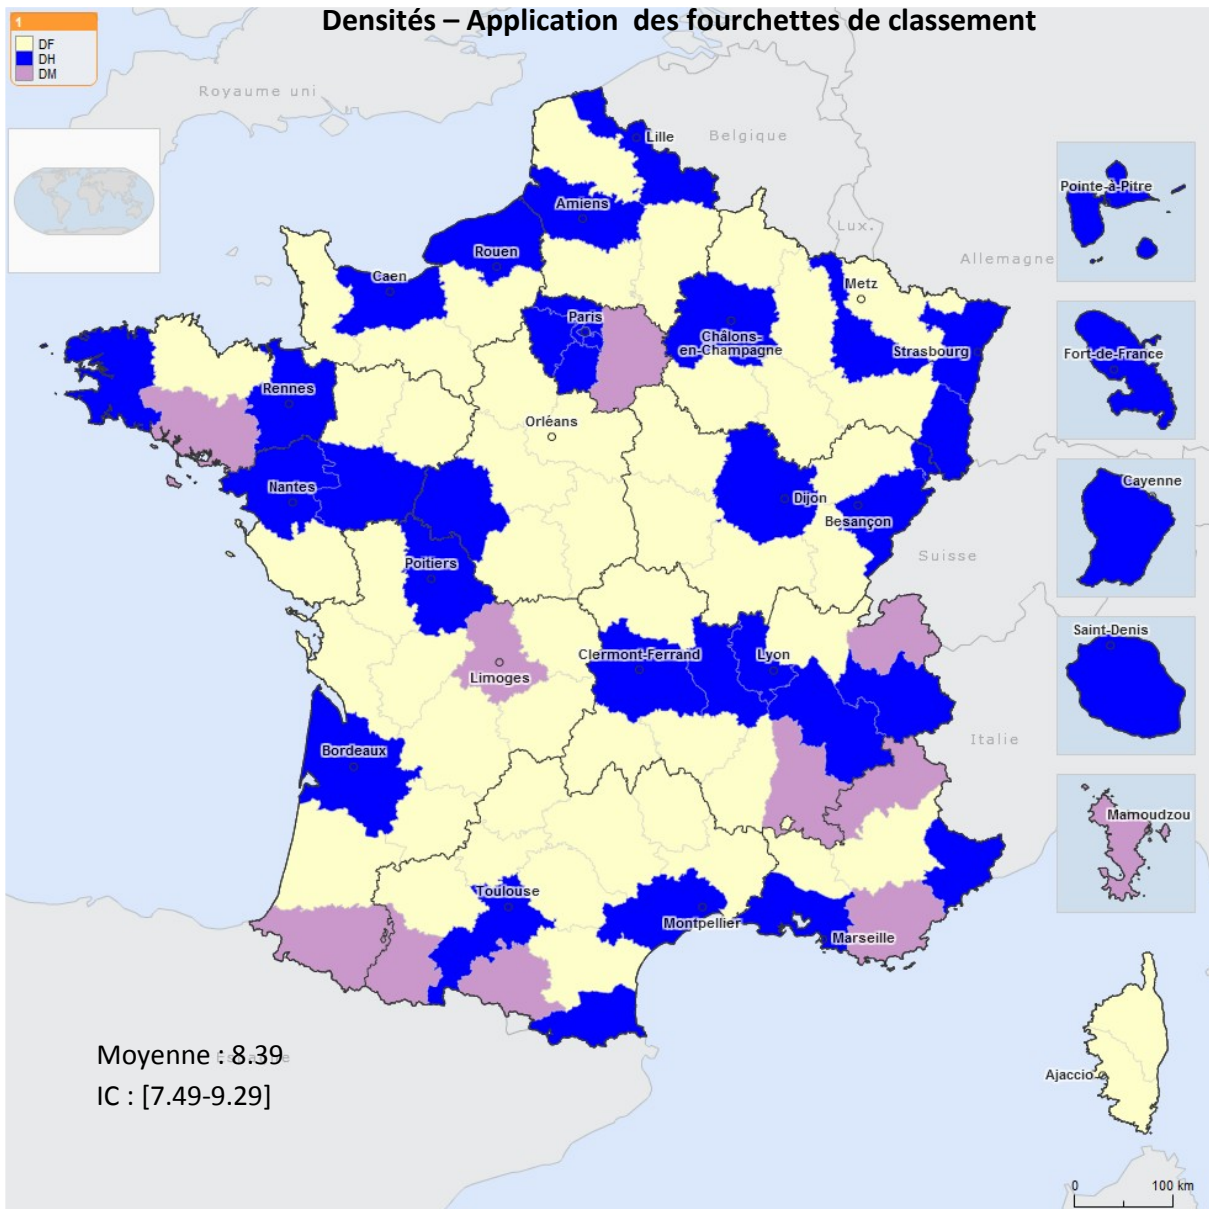 Densités – Application des fourchettes de classement
1
DF
DH
DM
Royaume uni
Belgique
Lille
Pointe-à-Pitre
Amiens
Lux.
Rouen
Allemagne
Caen
Metz
Paris
Châlons-
en-Champagne
Strasbourg
Fort-de-France
Rennes
Orléans
Nantes
Dijon
Cayenne
Besançon
Suisse
Poitiers
Saint-Denis
Clermont-Ferrand
Lyon
Limoges
Italie
Bordeaux
Mamoudzou
Toulouse
Montpellier
Marseille
Moyenne : 8.39
IC : [7.49-9.29]
Ajaccio
0
100 km